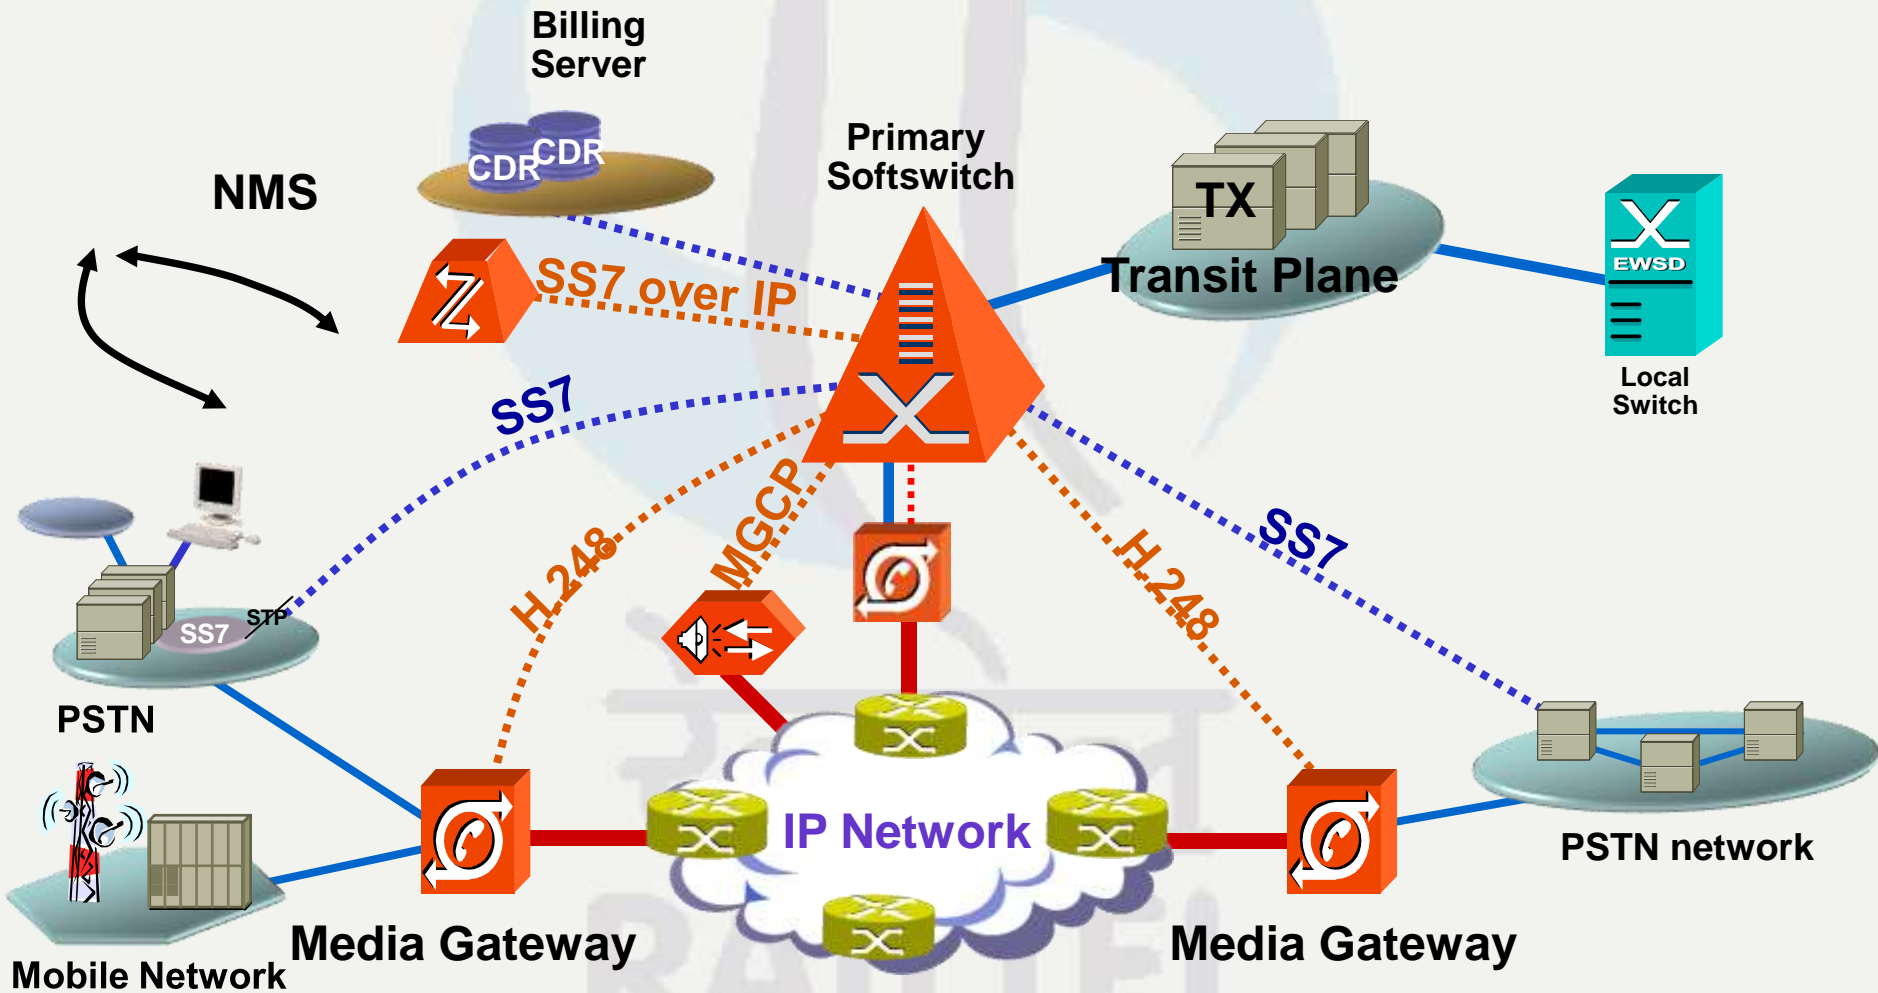 Billing
Server
CDR
CDR
NMS
Primary
Softswitch
TX
Transit Plane
EWSD
Local
Switch
SS7 over IP
SS7
H.248
MGCP
H.248
SS7
STP
SS7
PSTN
IP Network
PSTN network
Media Gateway
Media Gateway
Mobile Network